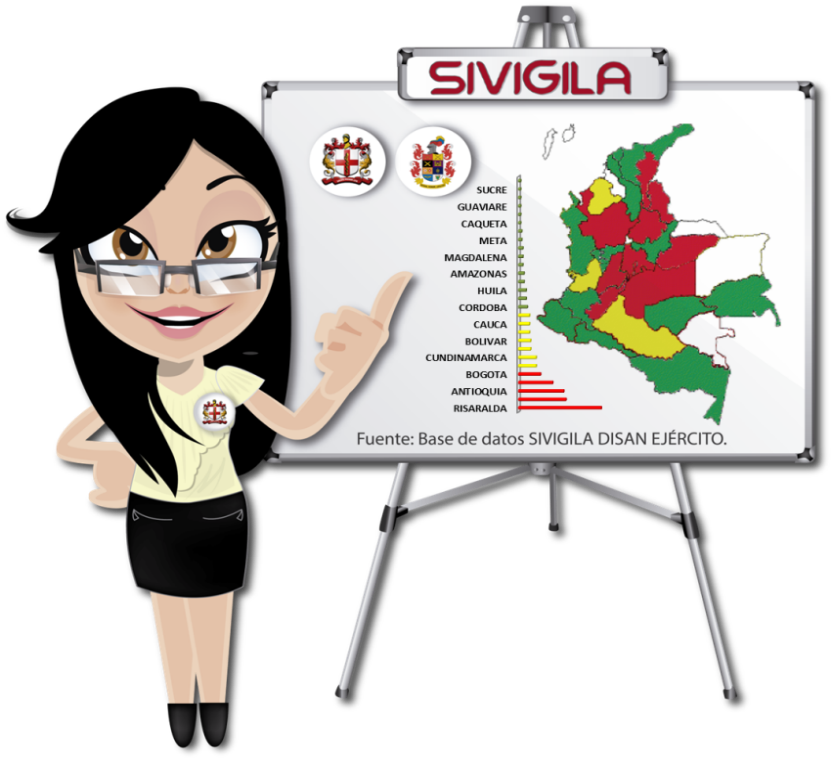 SIVIGILA
SUCRE
GUAVIARE
CAQUETA
META
MAGDALENA
AMAZONAS
HUILA
CORDOBA
CAUCA
BOLIVAR
CUNDINAMARCA
BOGOTA
ANTIOQUIA
RISARALDA
Fuente: Base de datos SIVIGILA DISAN EJÉRCITO.